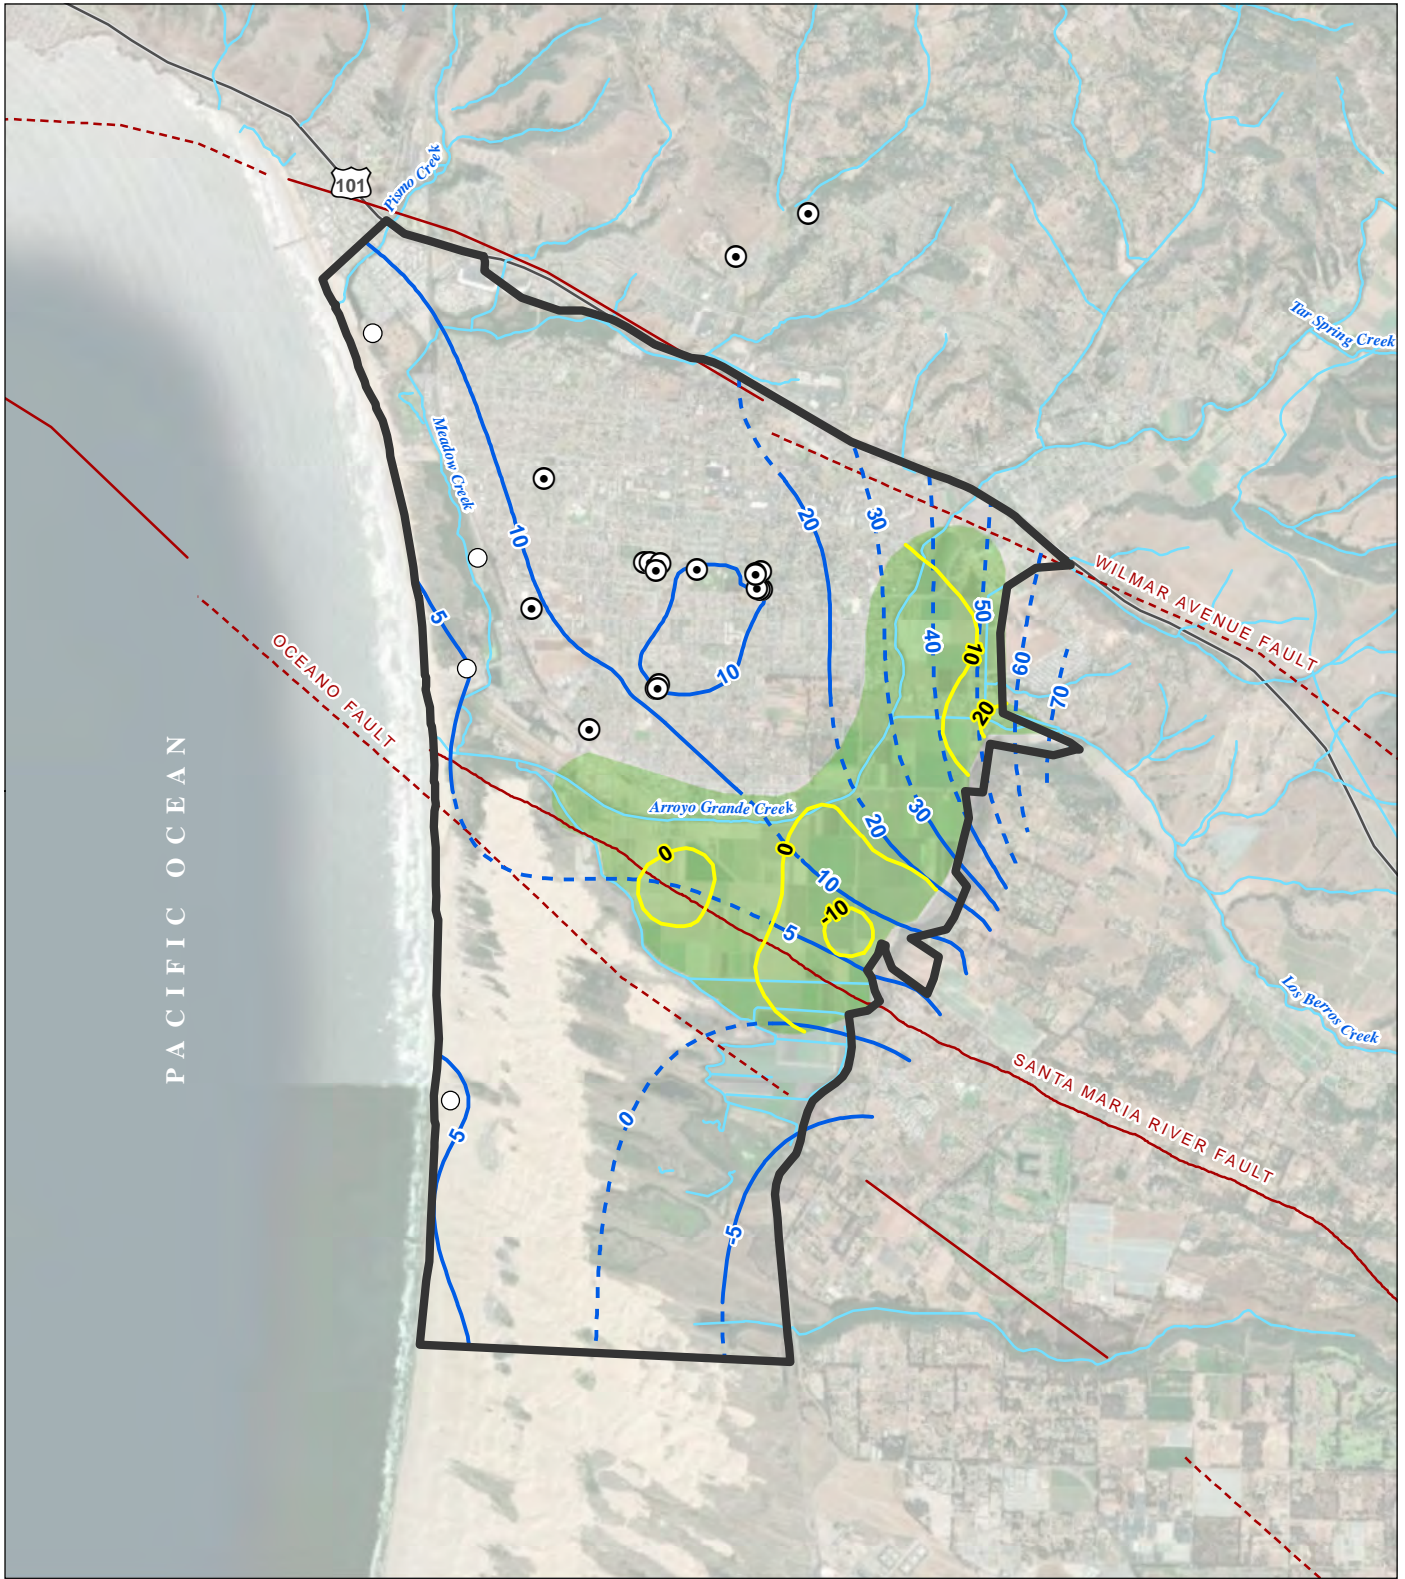 101
Pismo Creek
Tar Spring Creek
Meadow Creek
10
20
30
5
50
40
10
60
WILMAR AVENUE FAULT
OCEANO FAULT
10
70
20
PACIFIC OCEAN
Arroyo Grande Creek
30
20
0
0
10
-10
5
Los Berros Creek
SANTA MARIA RIVER FAULT
0
5
-5